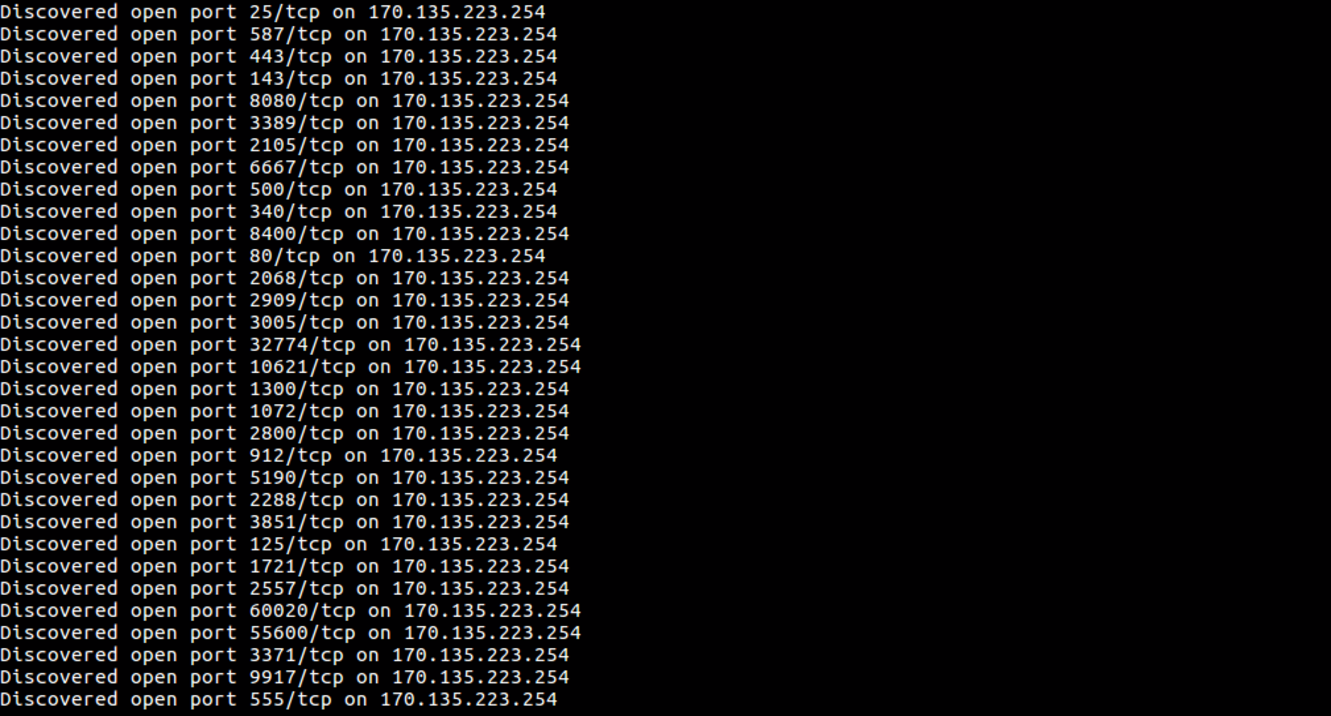 Discovered open port 25/tcp on 170.135.223.254
Discovered open port 587/tcp on 170.135.223.254
Discovered open port 443/tcp on 170.135.223.254
Discovered open port 143/tcp on 170.135.223.254
Discovered open port 8080/tcp on 170.135.223.254
Discovered open port 3389/tcp on 170.135.223.254
Discovered open port 2105/tcp on 170.135.223.254
Discovered open port 6667/tcp on 170.135.223.254
Discovered open port 500/tcp on 170.135.223.254
Discovered open port 340/tcp on 170.135.223.254
Discovered open port 8400/tcp on 170.135.223.254
Discovered open port 80/tcp on 170.135.223.254
Discovered open port 2068/tcp on 170.135.223.254
Discovered open port 2909/tcp on 170.135.223.254
Discovered open port 3005/tcp on 170.135.223.254
Discovered open port 32774/tcp on 170.135.223.254
Discovered open port 10621/tcp on 170.135.223.254
Discovered open port 1300/tcp on 170.135.223.254
Discovered open port 1072/tcp on 170.135.223.254
Discovered open port 2800/tcp on 170.135.223.254
Discovered open port 912/tcp on 170.135.223.254
Discovered open port 5190/tcp on 170.135.223.254
Discovered open port 2288/tcp on 170.135.223.254
Discovered open port 3851/tcp on 170.135.223.254
Discovered open port 125/tcp on 170.135.223.254
Discovered open port 1721/tcp on 170.135.223.254
Discovered open port 2557/tcp on 170.135.223.254
Discovered open port 60020/tcp on 170.135.223.254
Discovered open port 55600/tcp on 170.135.223.254
Discovered open port 3371/tcp on 170.135.223.254
Discovered open port 9917/tcp on 170.135.223.254
Discovered open port 555/tcp on 170.135.223.254